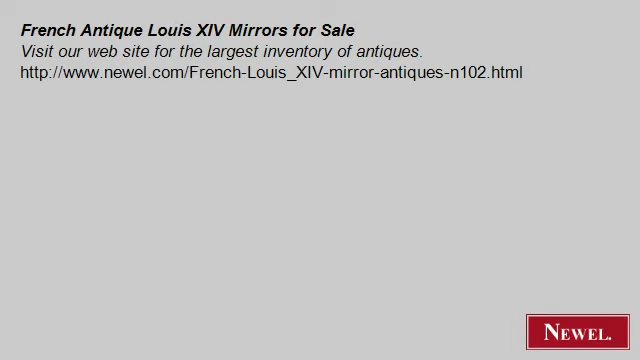 French Antique Louis XIV Mirrors for Sale
Visit our web site for the largest inventory of antiques.
http://www.newel.com/French-Louis_XIV-mirror-antiques-n102.html
NEWEL.